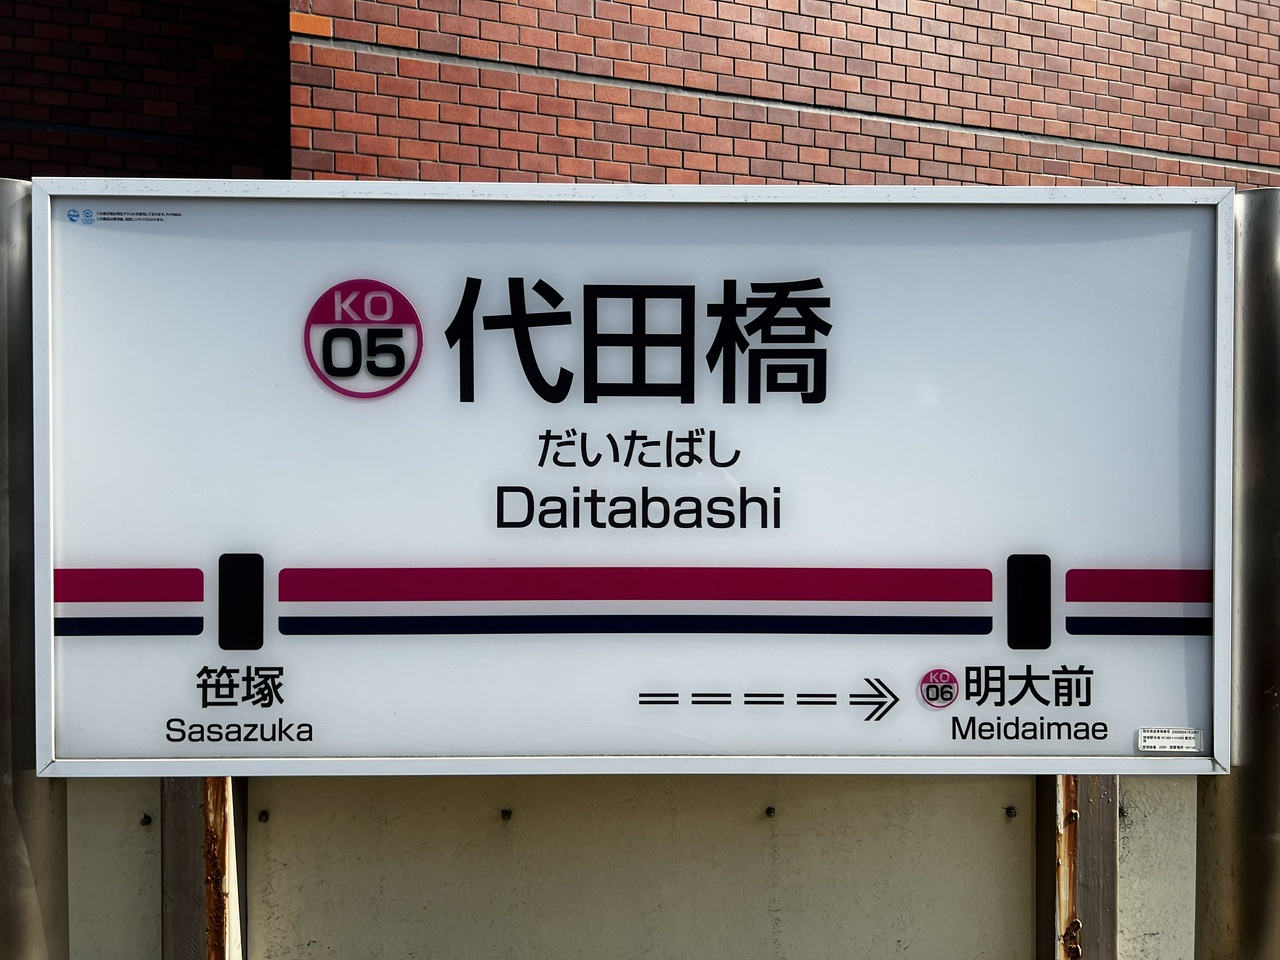 KO
05
代田橋
だいたばし
Daitabashi
笹塚
Sasazuka
KO
06
明大前
Meidaimae